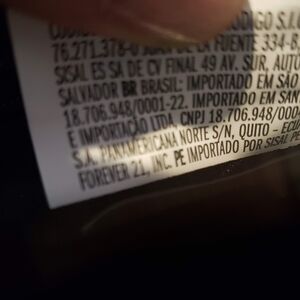 CODIGO S.I.
76.271.378-0 DE LA FUENTE 334-B
SISAL ES SA DE CV FINAL 49 AV. SUR, AUTO
SALVADOR BR BRASIL: IMPORTADO EM SÃO
18.706.948/0001-22. IMPORTADO EM SAN
E IMPORTAÇÃO LTDA. CNPJ 18.706.948/000
S.A. PANAMERICANA NORTE S/N, QUITO - ECU
FOREVER 21, INC. PE IMPORTADO POR: SISAL PE